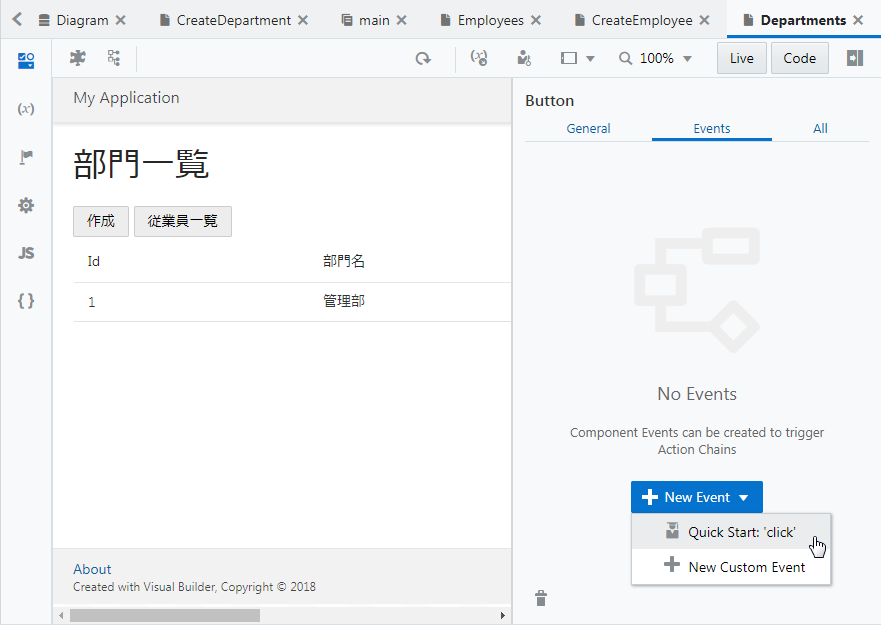 Diagram
CreateDepartment
main
Employees
CreateEmployee
Departments
100%
Live
Code
(x)
JS
{ }
My Application
部門一覧
作成
従業員一覧
Id
部門名
1
管理部
About
Created with Visual Builder, Copyright © 2018
Button
General
Events
All
No Events
Component Events can be created to trigger
Action Chains
New Event
Quick Start: 'click'
New Custom Event